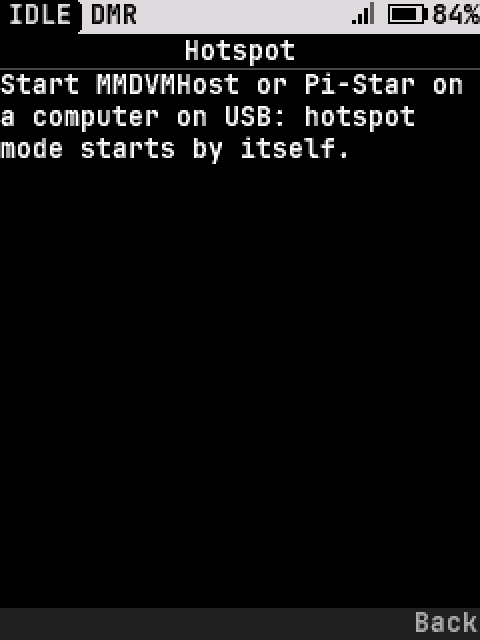 IDLE DMR 84%
Hotspot
Start MMDVMHost or Pi-Star on
a computer on USB: hotspot
mode starts by itself.
Back